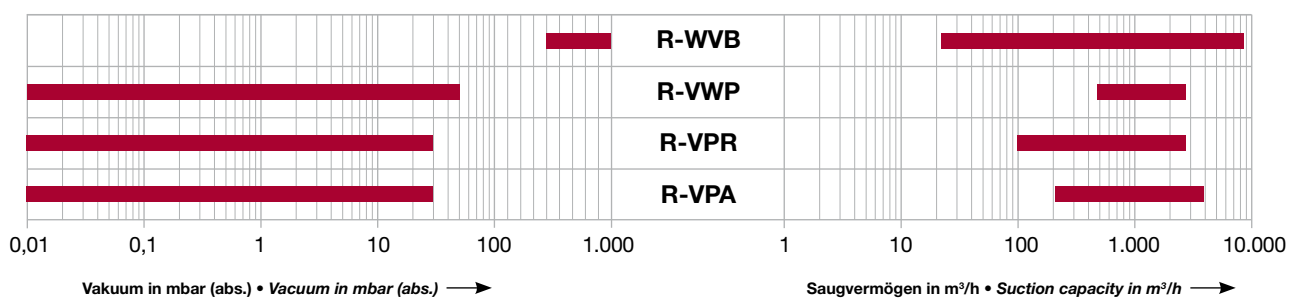 R-WVB
R-VWP
R-VPR
R-VPA
0,01 0,1 1 10 100 1.000 1 10 100 1.000 10.000
Vakuum in mbar (abs.) • Vacuum in mbar (abs.) Saugvermögen in m³/h • Suction capacity in m³/h